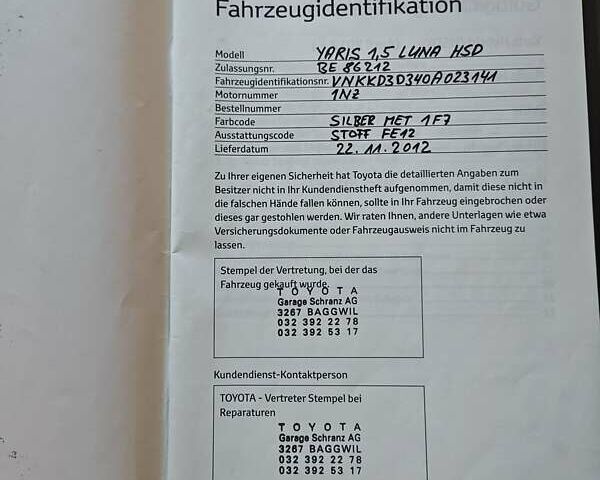 Fahrzeugidentifikation
Modell YARIS 1,5 LUNA HSD
Zulassungsnr. BE 86212
Fahrzeugidentifikationsnr. VNKKD3D340A023141
Motornummer 1NZ
Bestellnummer
Farbcode SILBER MET 1F7
Ausstattungscode STOFF FE12
Lieferdatum 22.11.2012
Zu Ihrer eigenen Sicherheit hat Toyota die detaillierten Angaben zum
Besitzer nicht in Ihr Kundendienstheft aufgenommen, damit diese nicht in
die falschen Hände fallen können, sollte in Ihr Fahrzeug eingebrochen oder
dieses gar gestohlen werden. Wir raten Ihnen, andere Unterlagen wie etwa
Versicherungsdokumente oder Fahrzeugausweis nicht im Fahrzeug zu
lassen.
Stempel der Vertretung, bei der das
Fahrzeug gekauft wurde.
TOYOTA
Garage Schranz AG
3267 BAGGWIL
032 392 22 78
032 392 53 17
Kundendienst-Kontaktperson
TOYOTA - Vertreter Stempel bei
Reparaturen
TOYOTA
Garage Schranz AG
3267 BAGGWIL
032 392 22 78
032 392 53 17